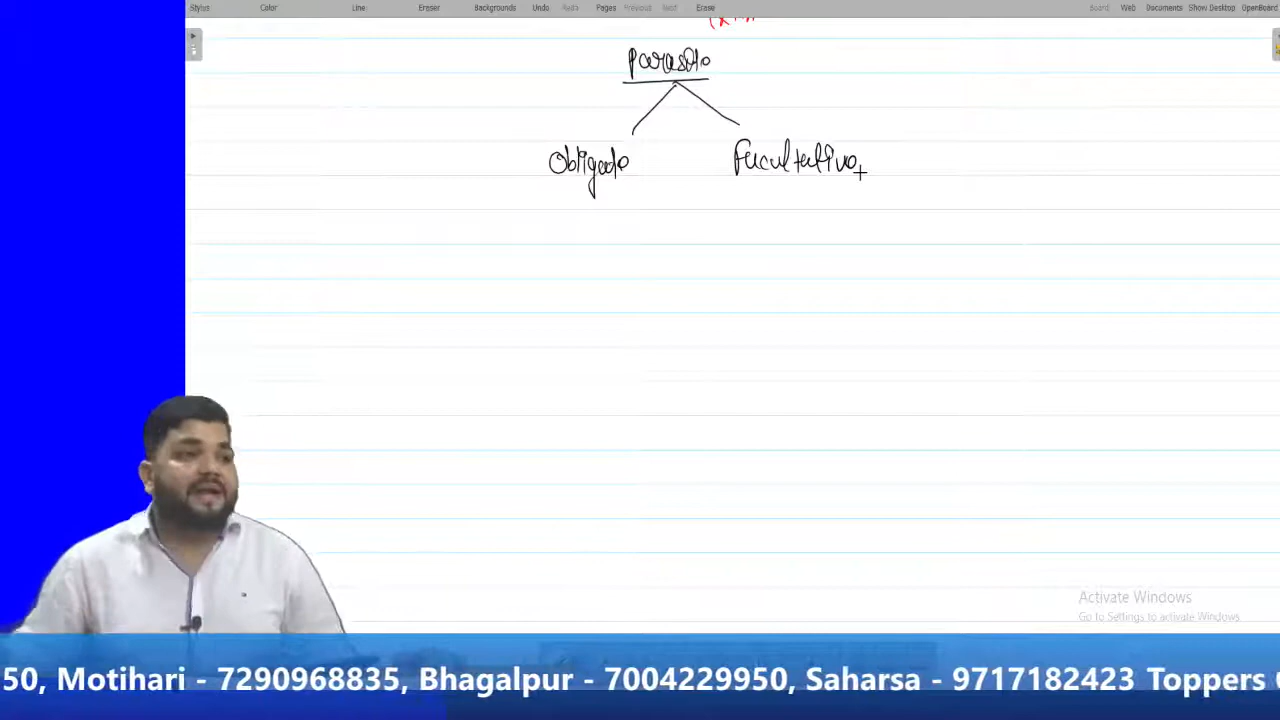 Stylus Color Line: Eraser Backgrounds Undo Redo Pages Previous Next Erase Board Web Documents Show Desktop OpenBoard
Parasite
Obligate Facultative
Activate Windows
Go to Settings to activate Windows.
50, Motihari - 7290968835, Bhagalpur - 7004229950, Saharsa - 9717182423 Toppers